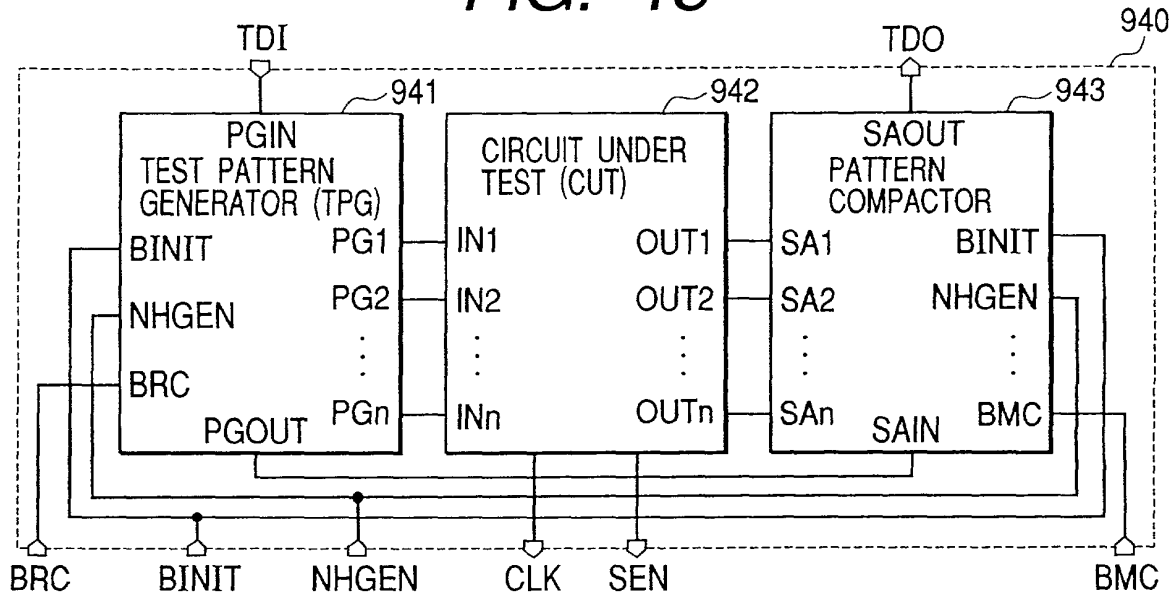 TDI
TDO
940
941
942
943
PGIN
TEST PATTERN
GENERATOR (TPG)
BINIT
NHGEN
BRC
PG1
PG2
PGn
PGOUT
CIRCUIT UNDER
TEST (CUT)
IN1
IN2
INn
OUT1
OUT2
OUTn
SAOUT
PATTERN
COMPACTOR
SA1
SA2
SAn
BINIT
NHGEN
BMC
SAIN
BRC
BINIT
NHGEN
CLK
SEN
BMC